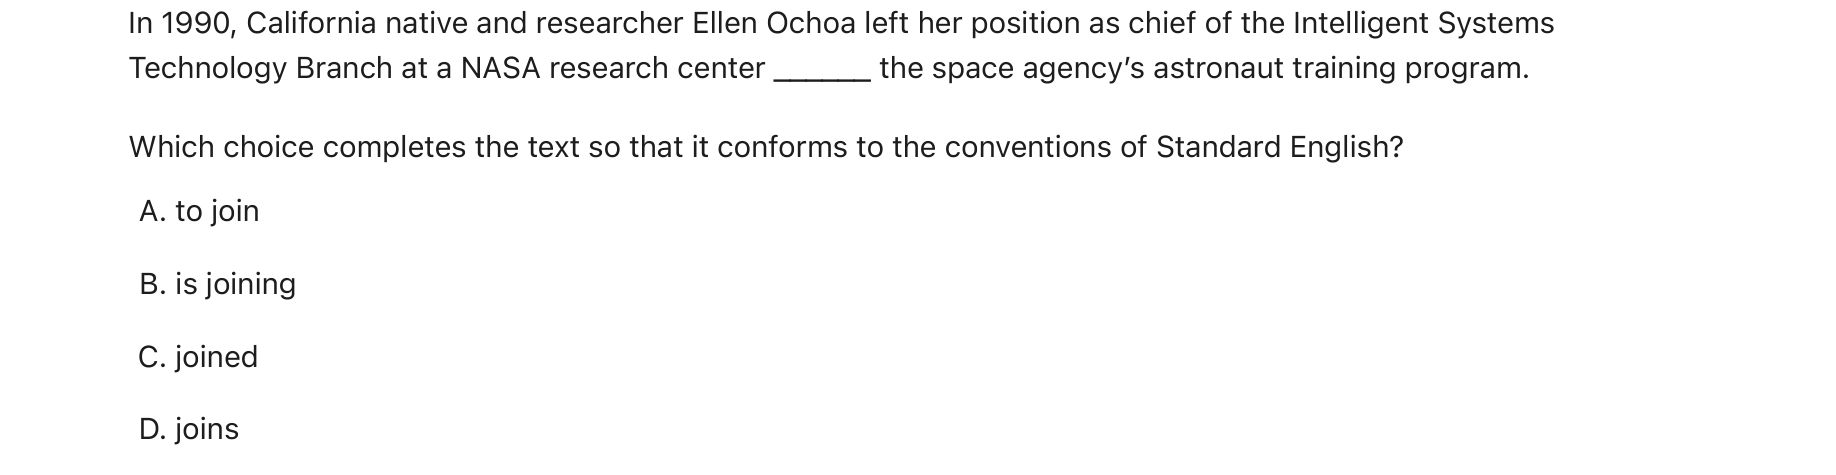 In 1990, California native and researcher Ellen Ochoa left her position as chief of the Intelligent Systems
Technology Branch at a NASA research center ______ the space agency’s astronaut training program.
Which choice completes the text so that it conforms to the conventions of Standard English?
A. to join
B. is joining
C. joined
D. joins